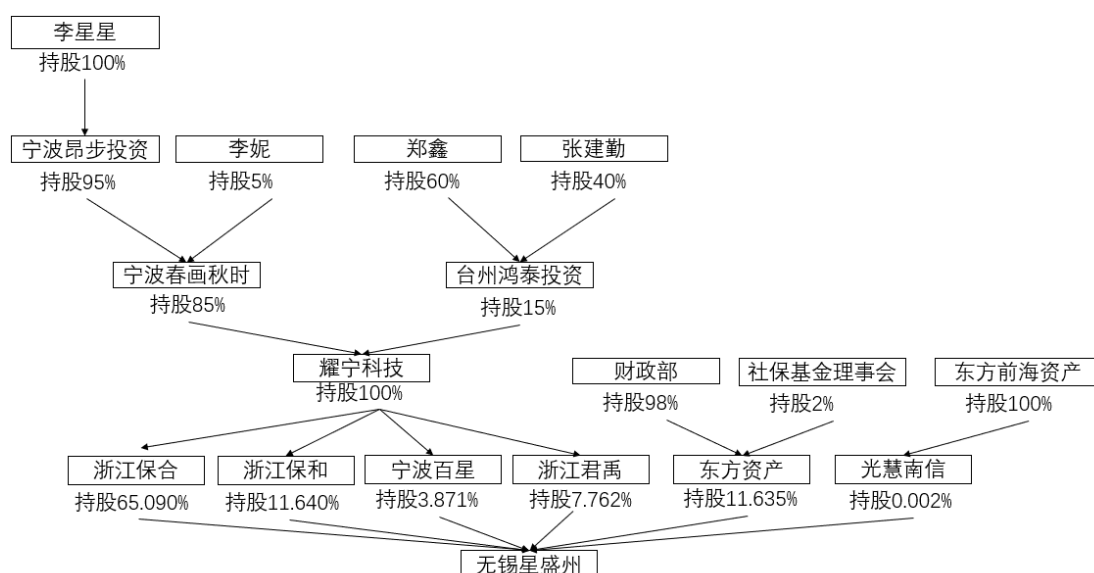 李星星
持股100%
宁波昂步投资 李妮 郑鑫 张建勤
持股95% 持股5% 持股60% 持股40%
宁波春画秋时 台州鸿泰投资
持股85% 持股15%
耀宁科技 财政部 社保基金理事会 东方前海资产
持股100% 持股98% 持股2% 持股100%
浙江保合 浙江保和 宁波百星 浙江君禹 东方资产 光慧南信
持股65.090% 持股11.640% 持股3.871% 持股7.762% 持股11.635% 持股0.002%
无锡星盛州